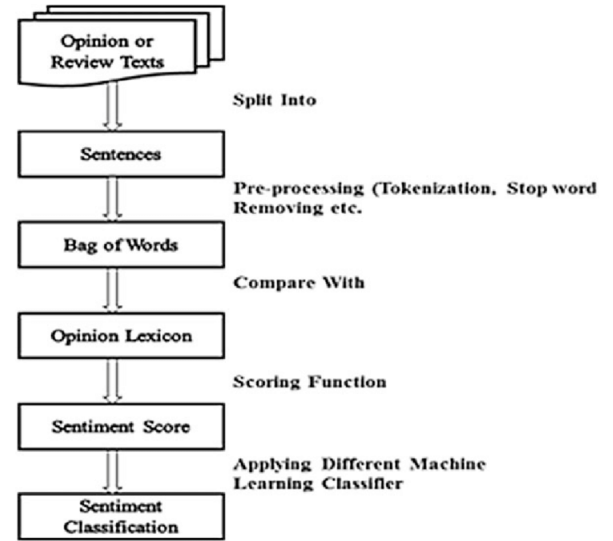 Opinion or
Review Texts
Split Into
Sentences
Pre-processing (Tokenization, Stop word
Removing etc.
Bag of Words
Compare With
Opinion Lexicon
Scoring Function
Sentiment Score
Applying Different Machine
Learning Classifier
Sentiment
Classification